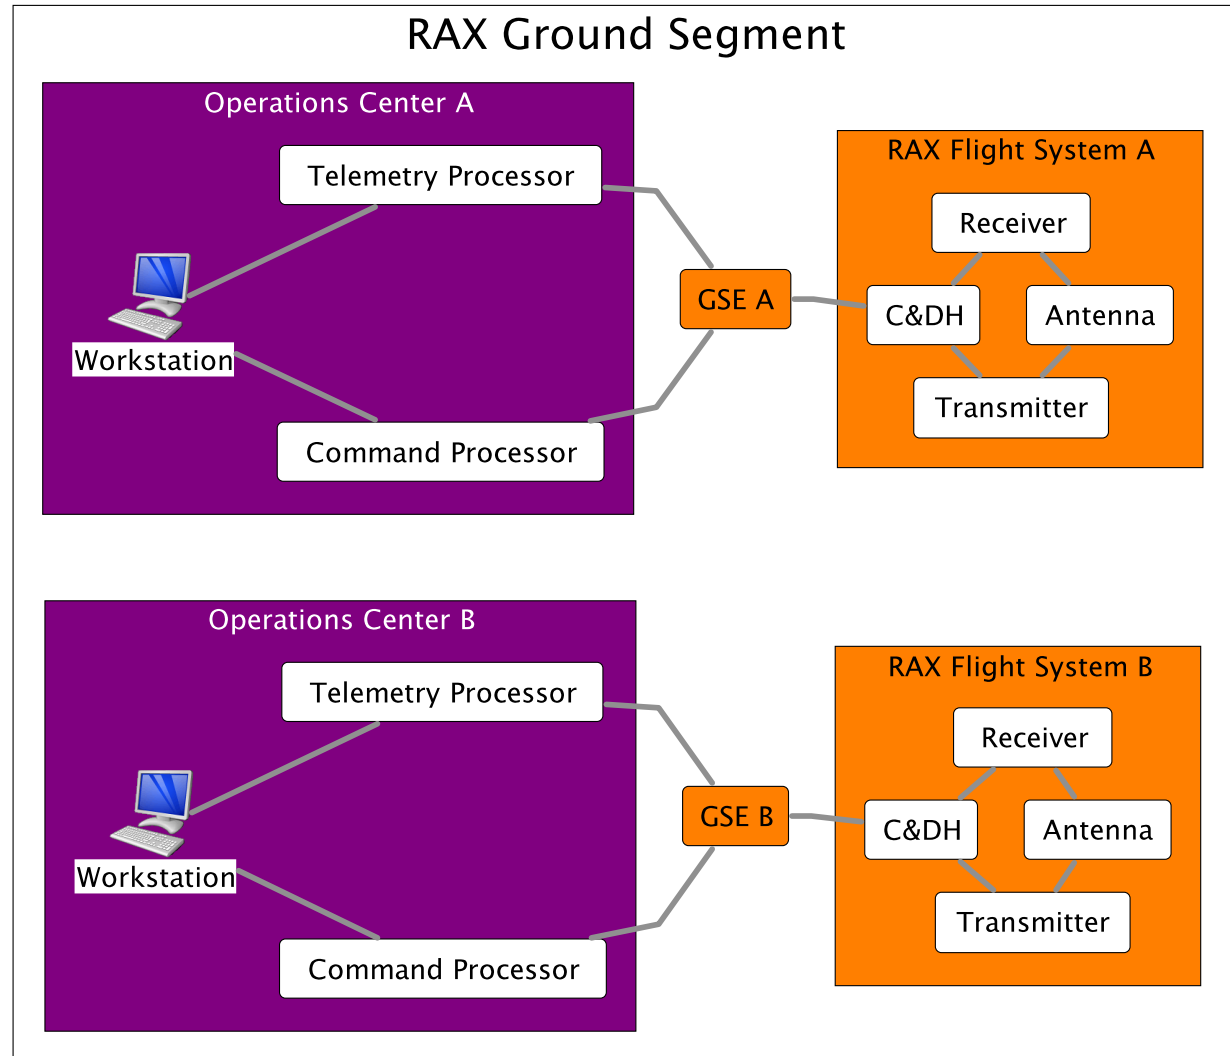 RAX Ground Segment
Operations Center A
Telemetry Processor
Workstation
Command Processor
GSE A
RAX Flight System A
Receiver
C&DH
Antenna
Transmitter
Operations Center B
Telemetry Processor
Workstation
Command Processor
GSE B
RAX Flight System B
Receiver
C&DH
Antenna
Transmitter